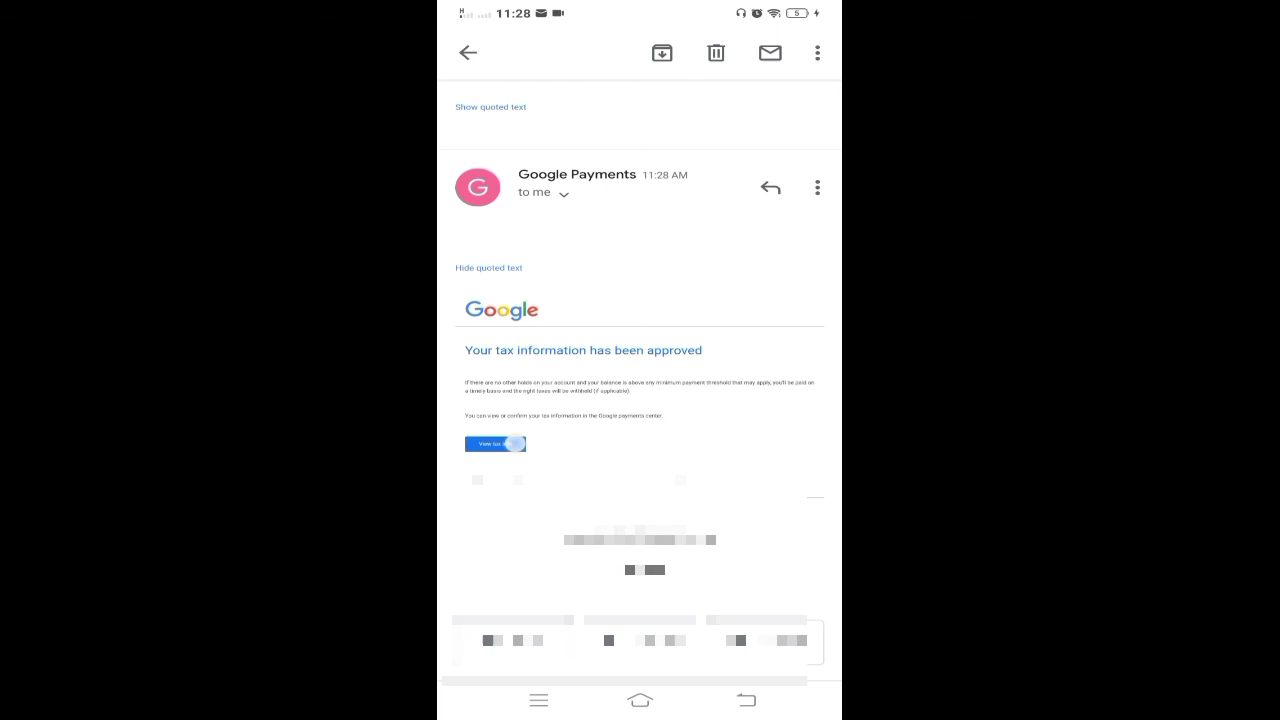 H 11:28 5
Show quoted text
Google Payments 11:28 AM
G
to me
Hide quoted text
Google
Your tax information has been approved
If there are no other holds on your account and your balance is above any minimum payment threshold that may apply, you'll be paid on
a timely basis and the right taxes will be withheld (if applicable).
You can view or confirm your tax information in the Google payments center.
View tax